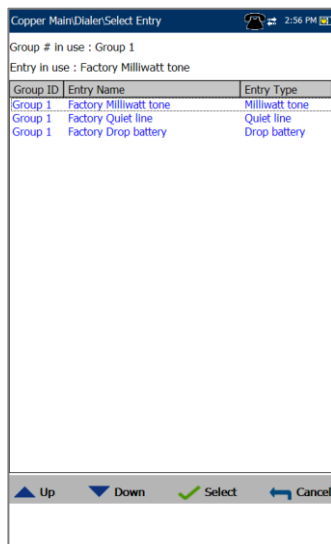 Copper Main\Dialer\Select Entry 2:56 PM
Group # in use : Group 1
Entry in use : Factory Milliwatt tone
Group ID Entry Name Entry Type
Group 1 Factory Milliwatt tone Milliwatt tone
Group 1 Factory Quiet line Quiet line
Group 1 Factory Drop battery Drop battery
Up Down Select Cancel